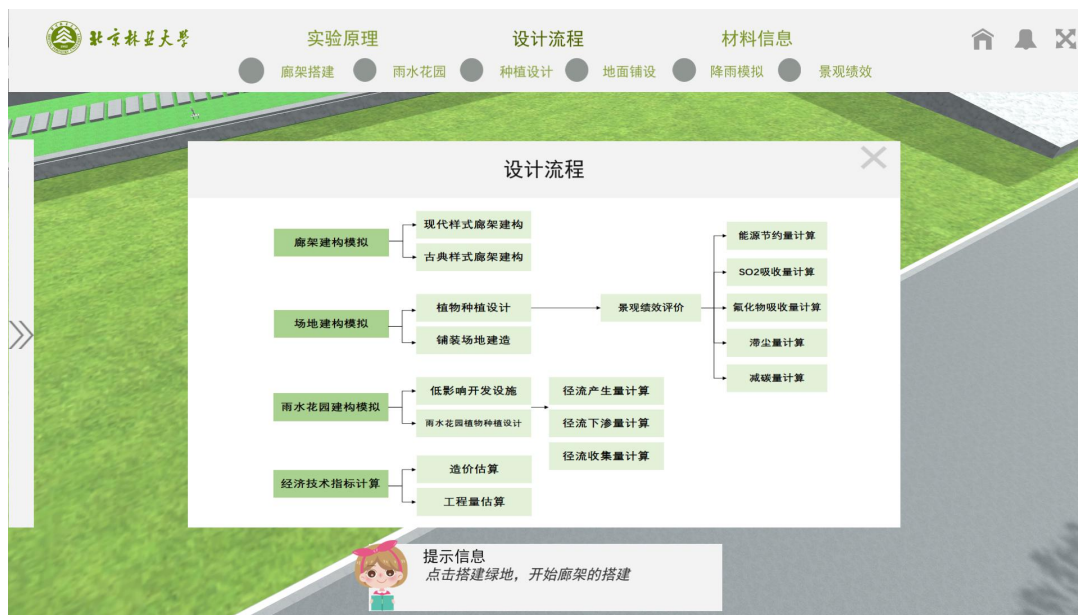 北京林业大学
实验原理 设计流程 材料信息
廊架搭建 雨水花园 种植设计 地面铺设 降雨模拟 景观绩效
设计流程
廊架建构模拟
现代样式廊架建构
古典样式廊架建构
场地建构模拟
植物种植设计
铺装场地建造
景观绩效评价
能源节约量计算
SO2吸收量计算
氟化物吸收量计算
滞尘量计算
减碳量计算
雨水花园建构模拟
低影响开发设施
雨水花园植物种植设计
径流产生量计算
径流下渗量计算
径流收集量计算
经济技术指标计算
造价估算
工程量估算
提示信息
点击搭建绿地，开始廊架的搭建